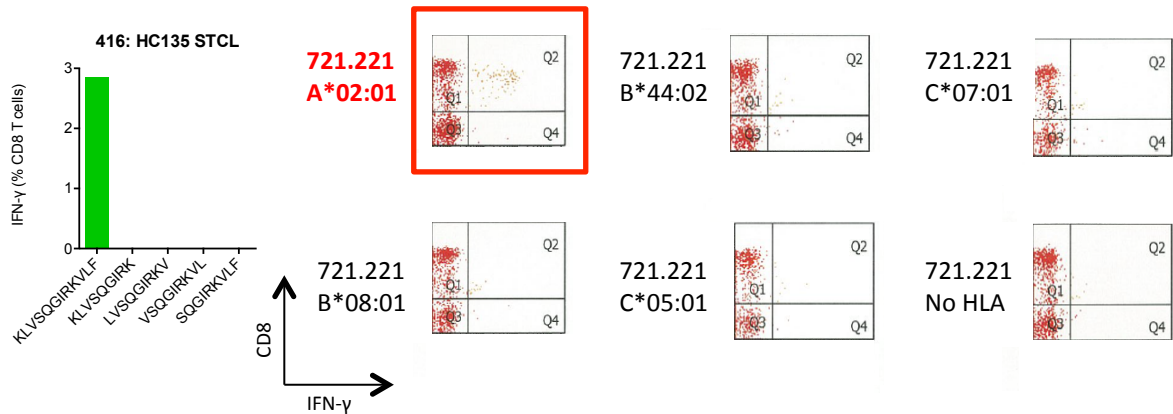 416: HC135 STCL
IFN-γ (% CD8 T cells)
3
2
1
0
KLVSQGIRKVLF
KLVSQGIRK
LVSQGIRKV
VSQGIRKVL
SQGIRKVLF
721.221
A*02:01
Q2
Q1
Q3
Q4
721.221
B*44:02
Q2
Q1
Q3
Q4
721.221
C*07:01
Q2
Q1
Q3
Q4
721.221
B*08:01
Q2
Q1
Q3
Q4
721.221
C*05:01
Q2
Q1
Q3
Q4
721.221
No HLA
Q2
Q1
Q3
Q4
CD8
IFN-γ